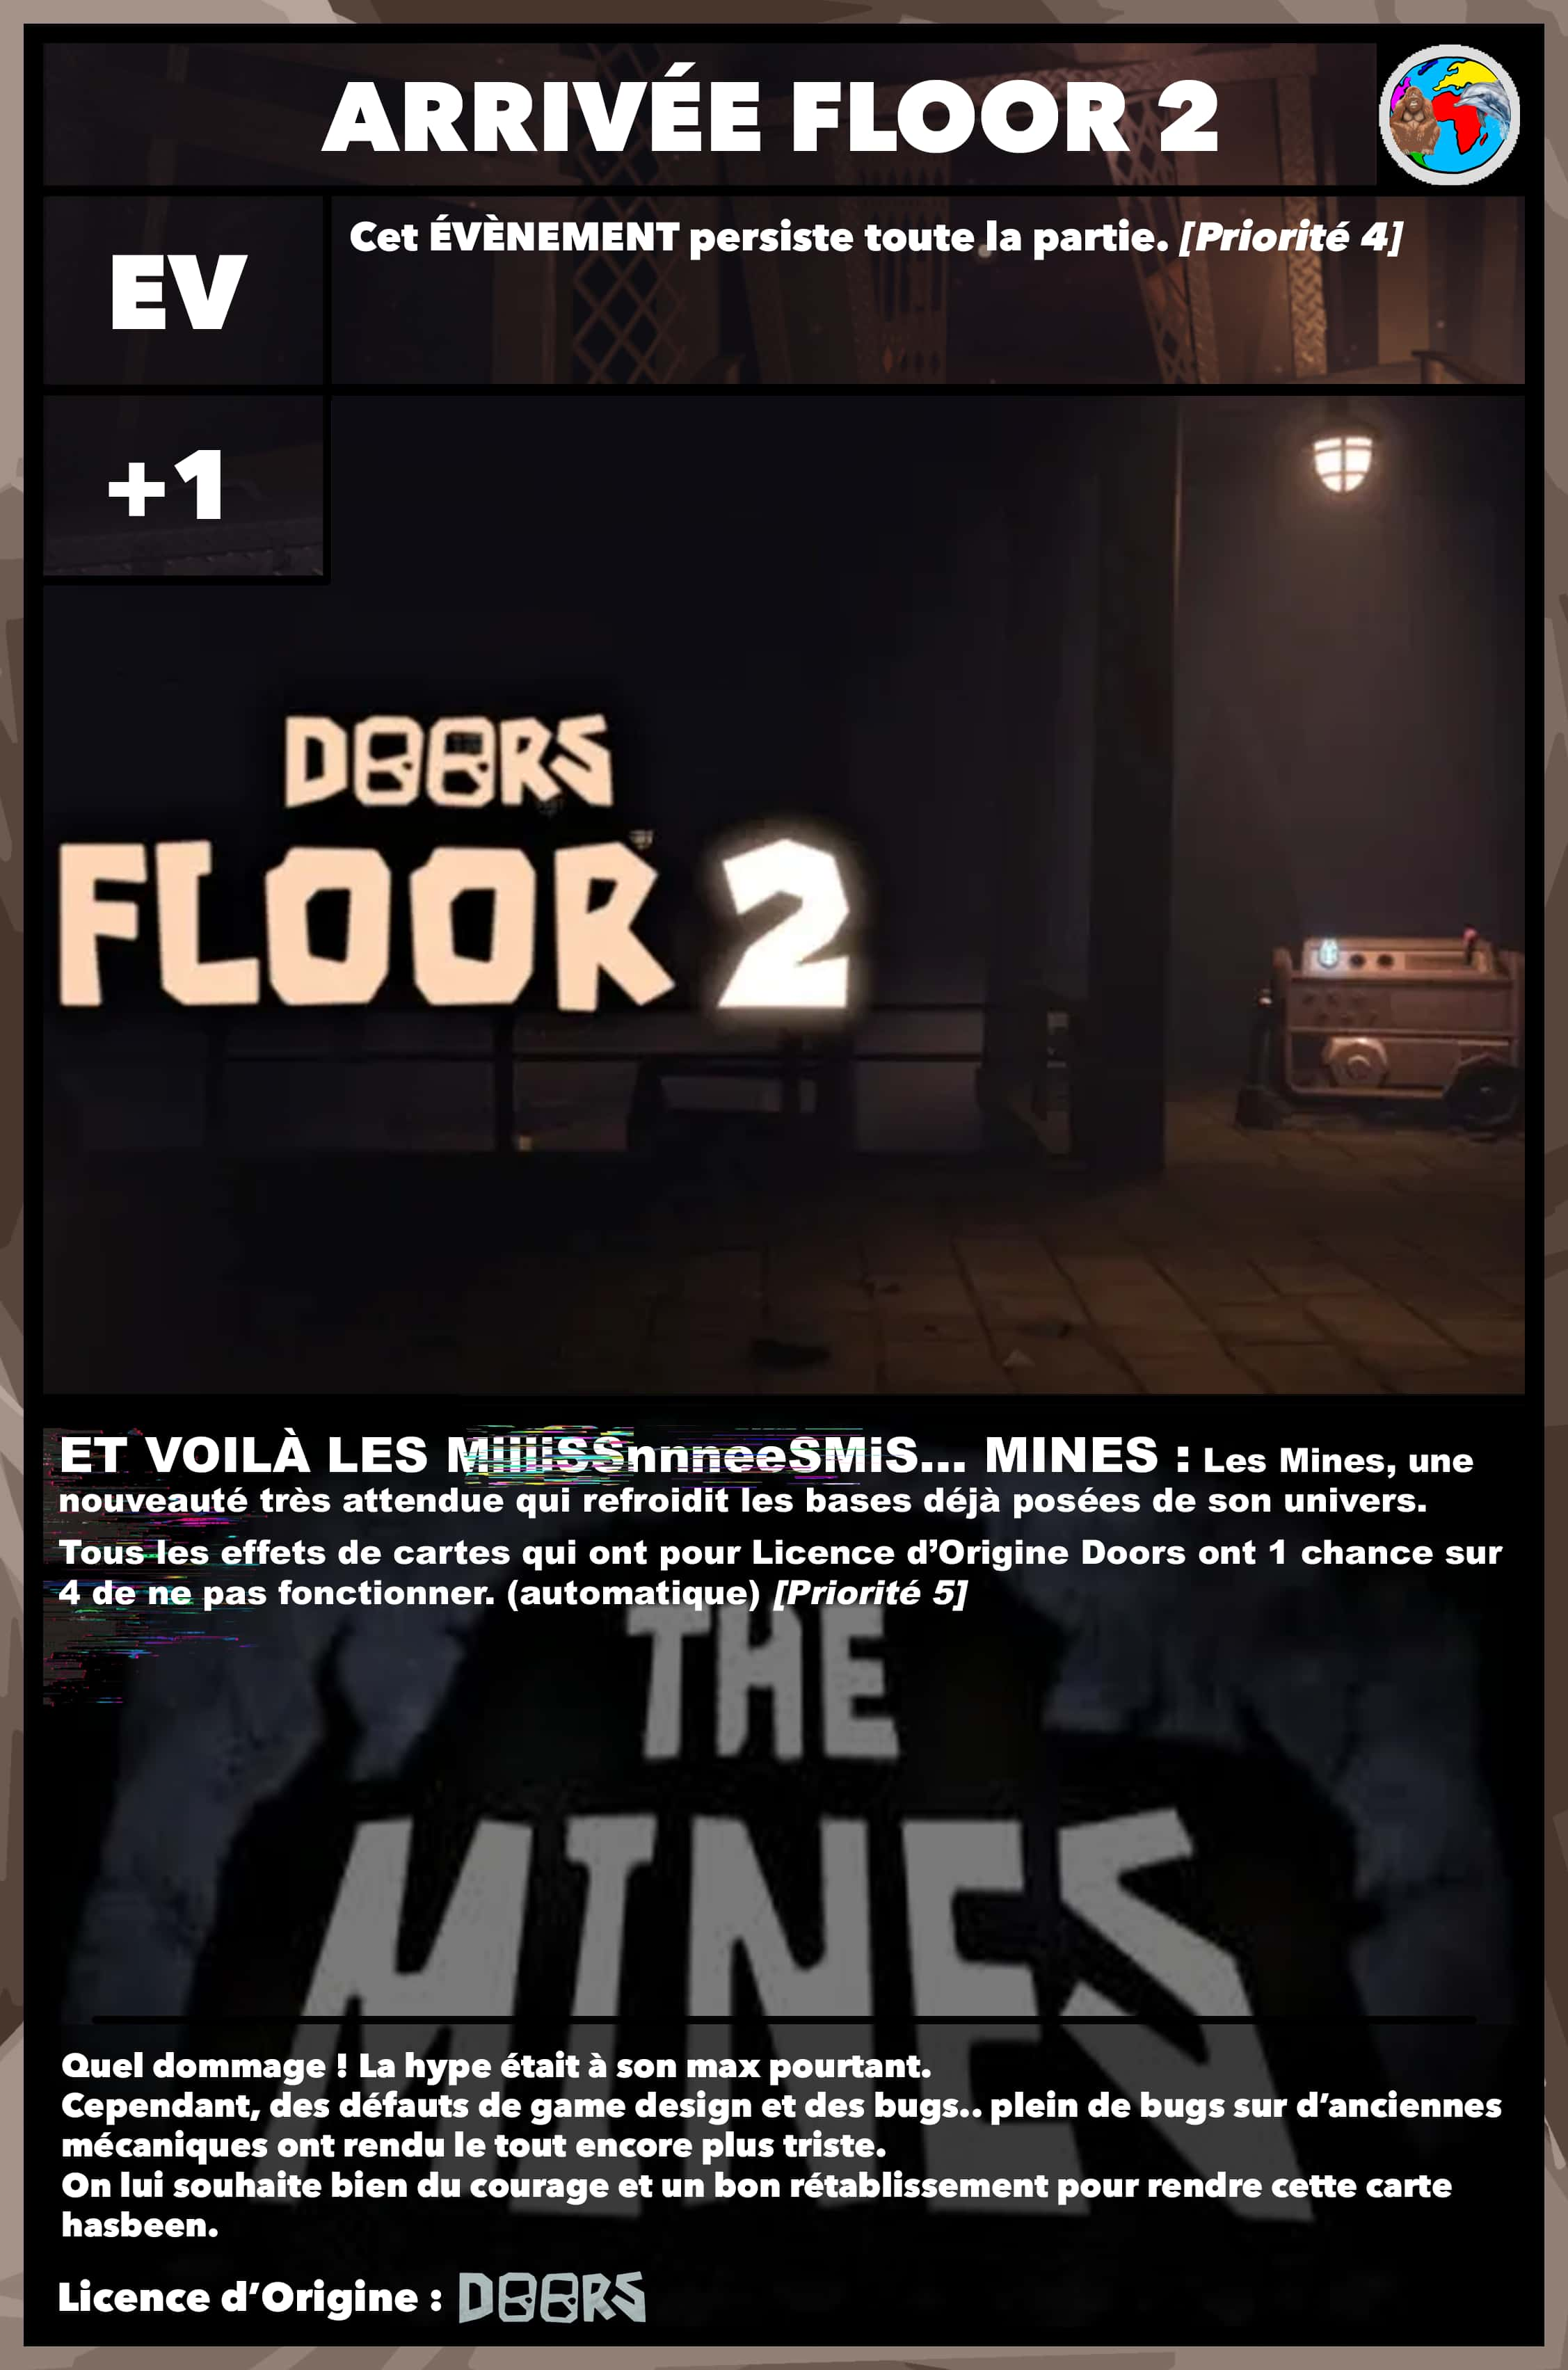 ARRIVÉE FLOOR 2
EV
Cet ÉVÈNEMENT persiste toute la partie. [Priorité 4]
+1
DOORS
FLOOR 2
ET VOILÀ LES MiiiiSSnnneeSMiS... MINES : Les Mines, une
nouveauté très attendue qui refroidit les bases déjà posées de son univers.
Tous les effets de cartes qui ont pour Licence d’Origine Doors ont 1 chance sur
4 de ne pas fonctionner. (automatique) [Priorité 5]
THE
MINES
Quel dommage ! La hype était à son max pourtant.
Cependant, des défauts de game design et des bugs.. plein de bugs sur d’anciennes
mécaniques ont rendu le tout encore plus triste.
On lui souhaite bien du courage et un bon rétablissement pour rendre cette carte
hasbeen.
Licence d’Origine : DOORS